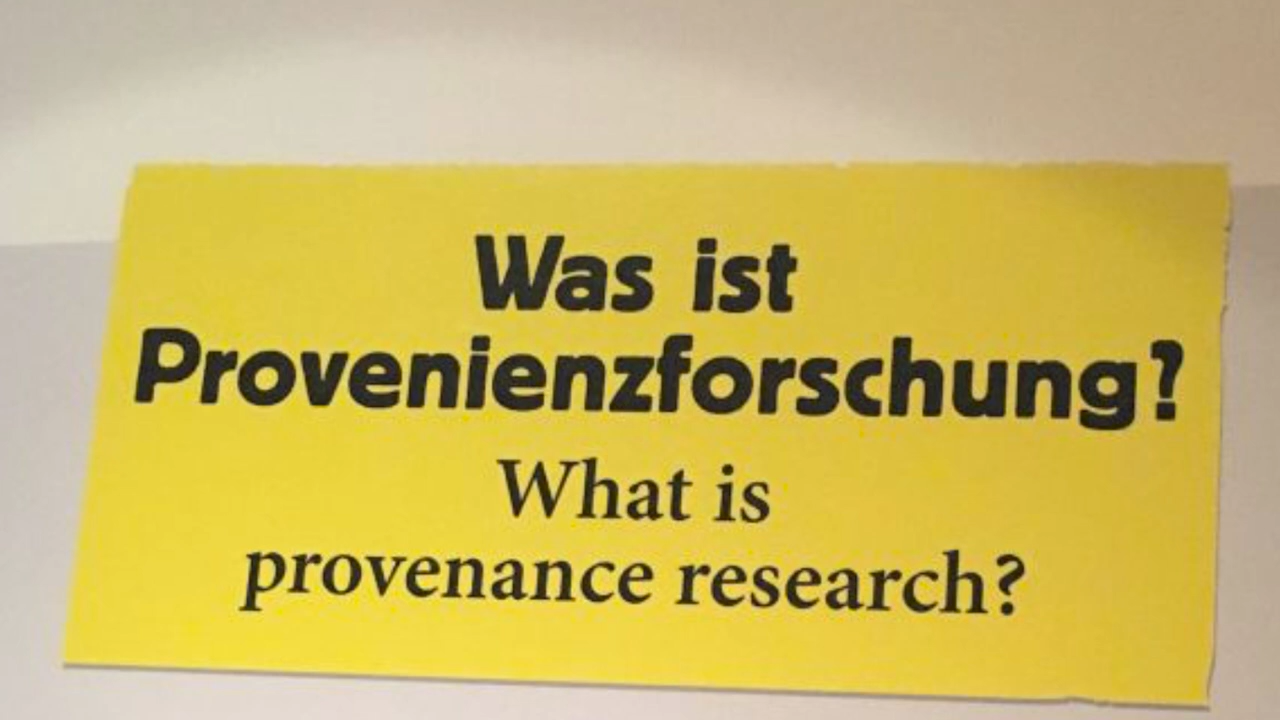 Was ist
Provenienzforschung?
What is
provenance research?